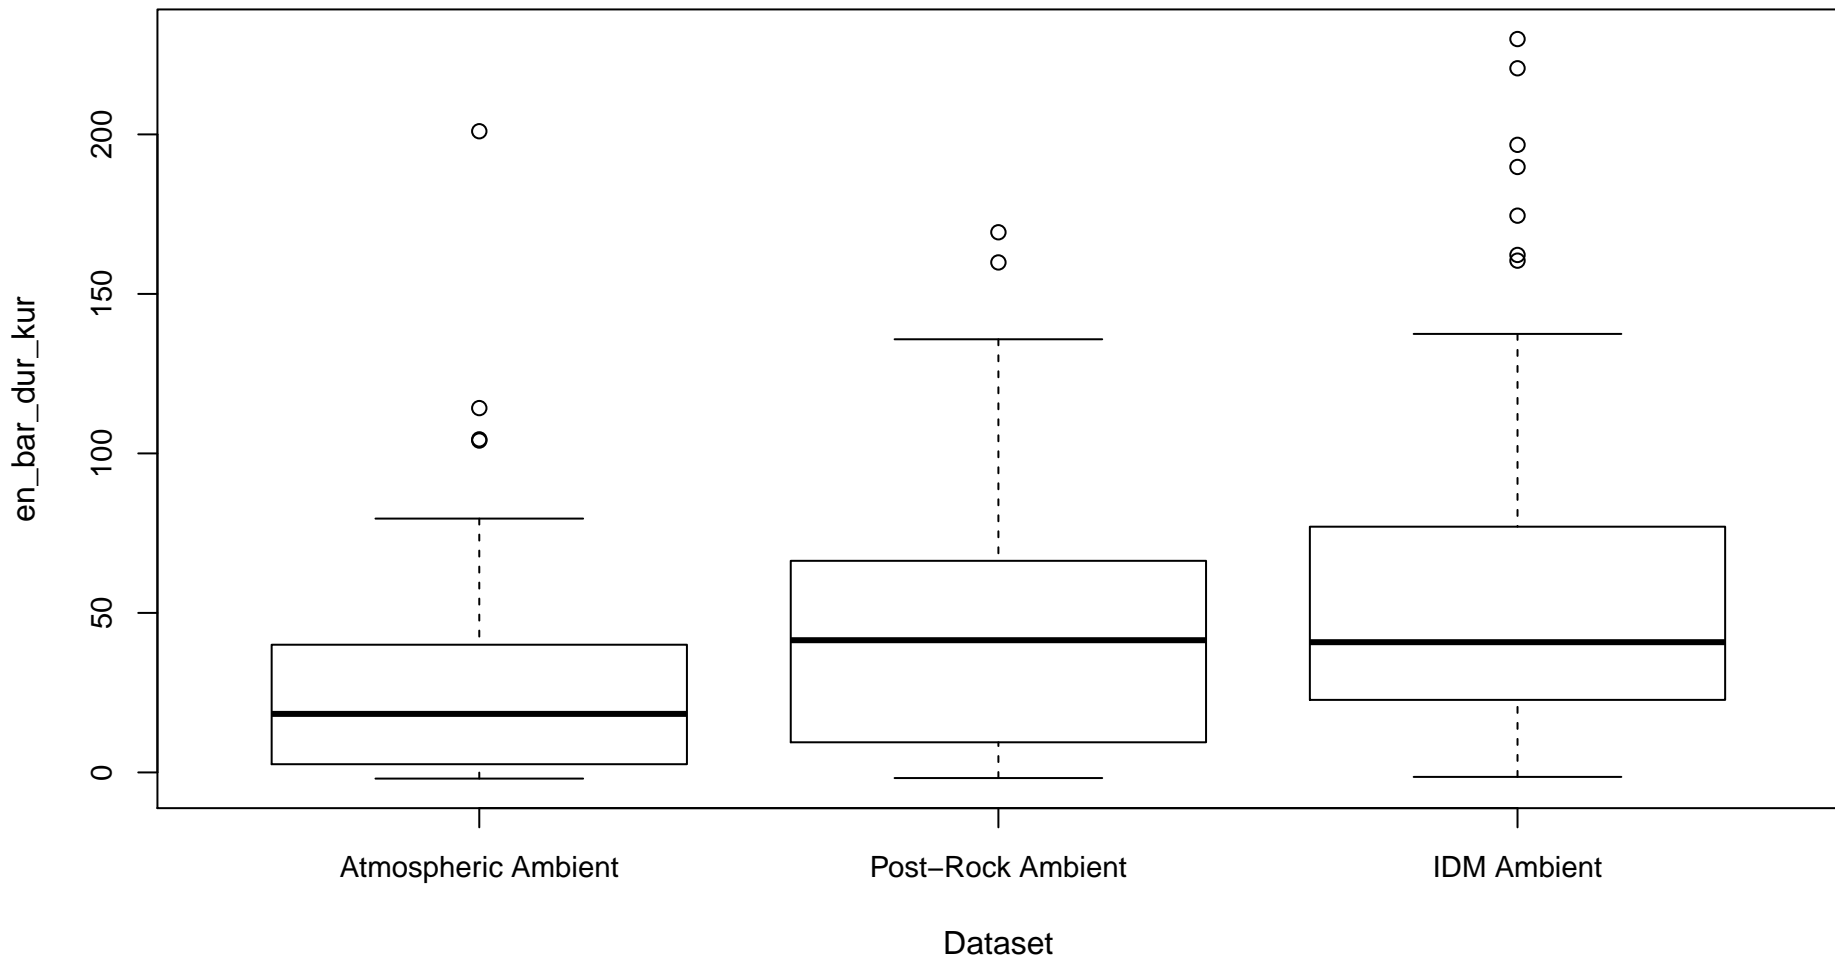 en_bar_dur_kur
200
150
100
50
0
Atmospheric Ambient
Post−Rock Ambient
IDM Ambient
Dataset